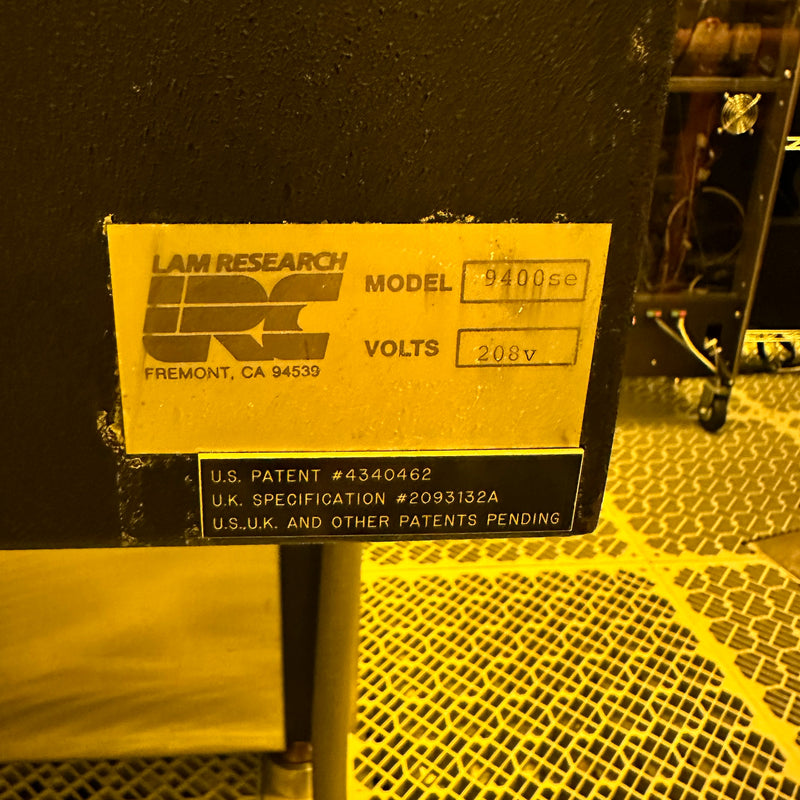 LAM RESEARCH
LRC
FREMONT, CA 94539
MODEL 9400se
VOLTS 208v
U.S. PATENT #4340462
U.K. SPECIFICATION #2093132A
U.S.,U.K. AND OTHER PATENTS PENDING